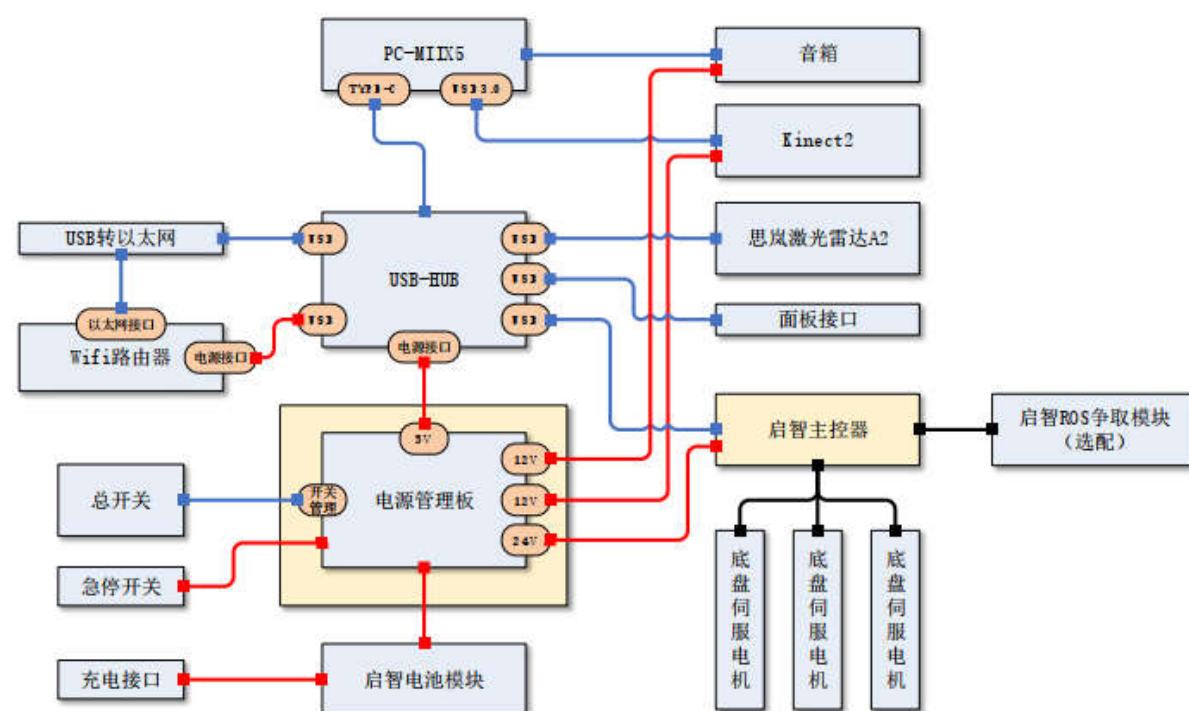 PC-MIIX5
TYPE-C
USB3.0
音箱
Kinect2
USB转以太网
USB
USB-HUB
USB
思岚激光雷达A2
USB
面板接口
USB
USB
以太网接口
Wifi路由器
电源接口
电源接口
5V
启智主控器
启智ROS争取模块
（选配）
总开关
开关
管理
电源管理板
12V
12V
24V
急停开关
底盘伺服电机
底盘伺服电机
底盘伺服电机
充电接口
启智电池模块